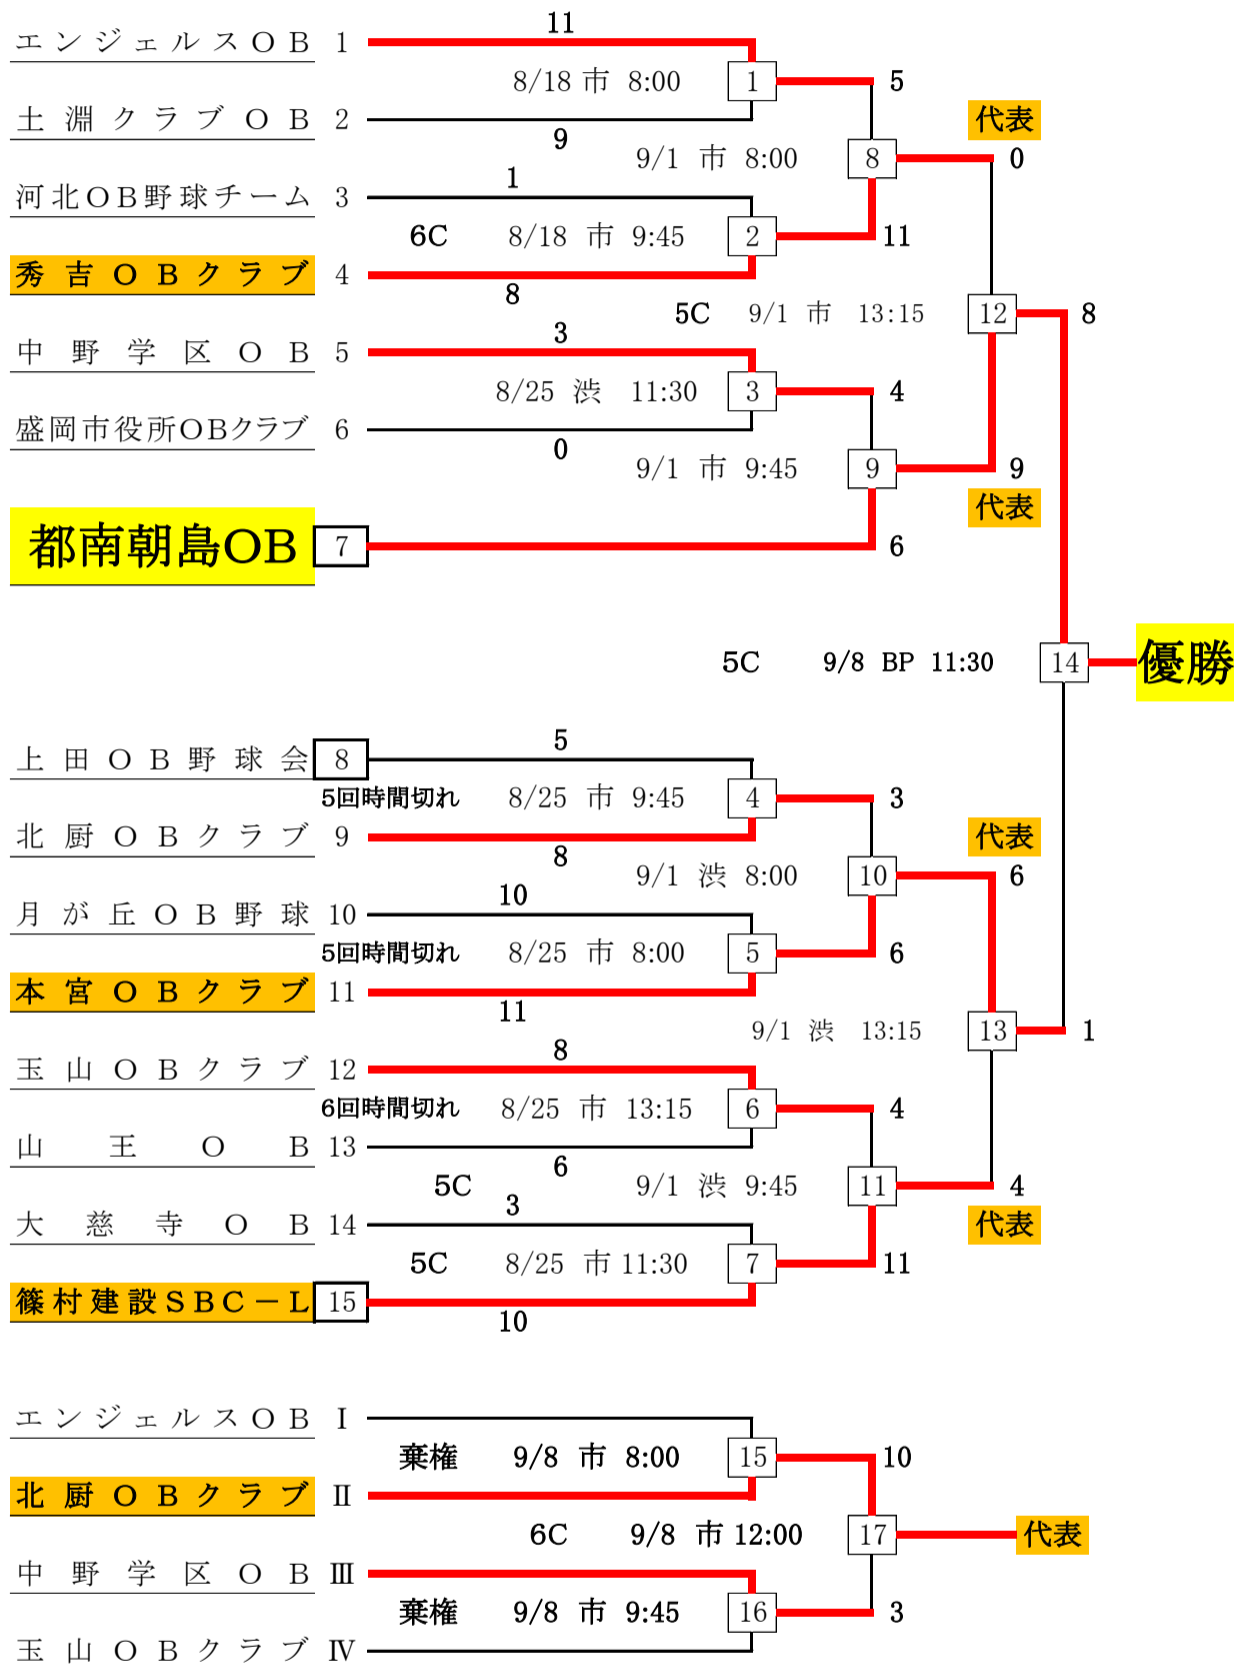 11
エンジェルスOB 1
8/18 市 8:00 1 5
土淵クラブOB 2 代表
9
9/1 市 8:00 8 0
1
河北OB野球チーム 3
6C 8/18 市 9:45 2 11
秀吉OBクラブ 4
8
5C 9/1 市 13:15 12 8
3
中野学区OB 5
8/25 渋 11:30 3 4
盛岡市役所OBクラブ 6
0
9/1 市 9:45 9 9
代表
都南朝島OB 7 6
5C 9/8 BP 11:30 14 優勝
5
上田OB野球会 8
5回時間切れ 8/25 市 9:45 4 3
北厨OBクラブ 9 代表
8
9/1 渋 8:00 10 6
10
月が丘OB野球 10
5回時間切れ 8/25 市 8:00 5 6
本宮OBクラブ 11
11
9/1 渋 13:15 13 1
8
玉山OBクラブ 12
6回時間切れ 8/25 市 13:15 6 4
山王OB 13
6
5C 9/1 渋 9:45 11 4
3
大慈寺OB 14 代表
5C 8/25 市 11:30 7 11
篠村建設SBC－L 15
10
エンジェルスOB Ⅰ
棄権 9/8 市 8:00 15 10
北厨OBクラブ Ⅱ
6C 9/8 市 12:00 17 代表
中野学区OB Ⅲ
棄権 9/8 市 9:45 16 3
玉山OBクラブ Ⅳ